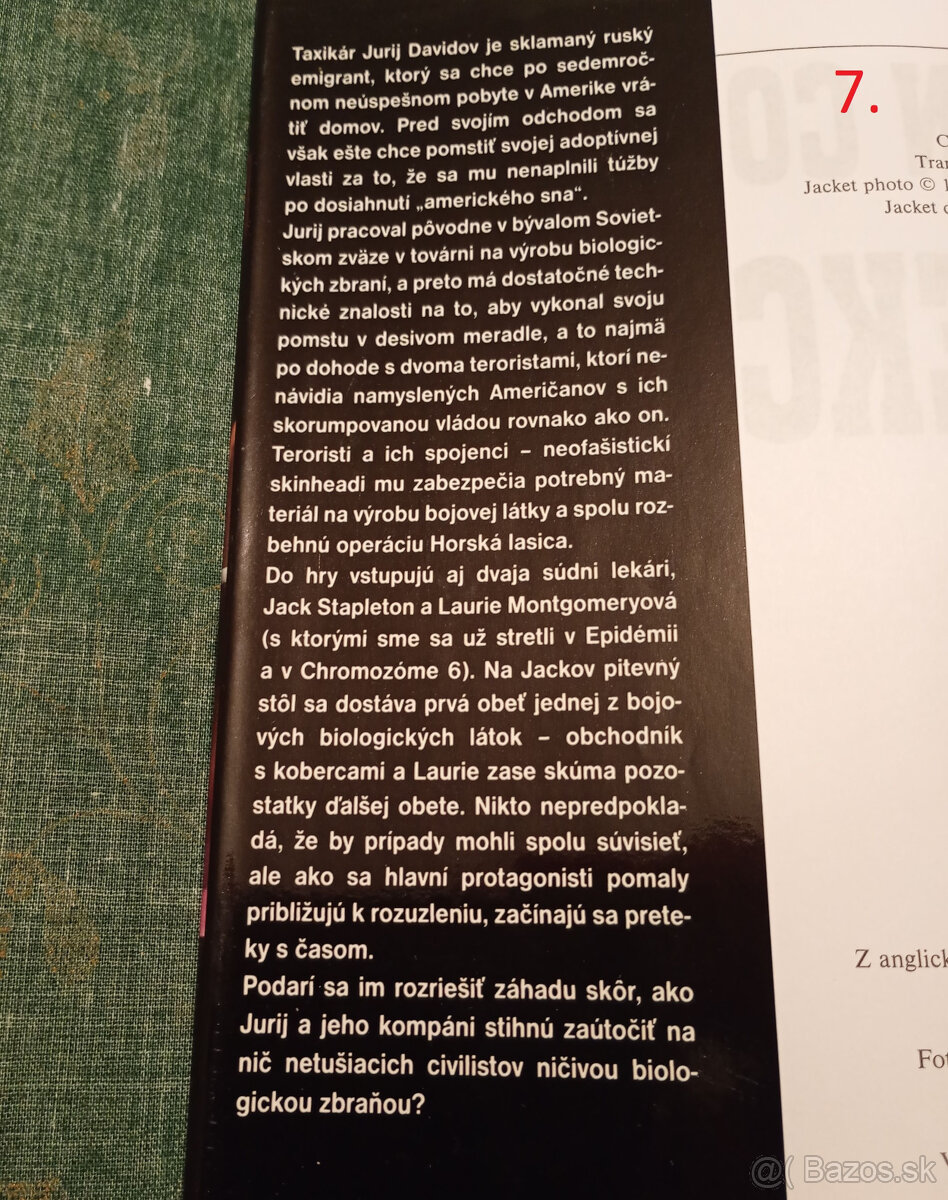 Taxikár Jurij Davidov je sklamaný ruský
emigrant, ktorý sa chce po sedemroč-
nom neúspešnom pobyte v Amerike vrá-
tiť domov. Pred svojím odchodom sa
však ešte chce pomstiť svojej adoptívnej
vlasti za to, že sa mu nenaplnili túžby
po dosiahnutí „amerického sna“.
Jurij pracoval pôvodne v bývalom Soviet-
skom zväze v továrni na výrobu biologic-
kých zbraní, a preto má dostatočné tech-
nické znalosti na to, aby vykonal svoju
pomstu v desivom meradle, a to najmä
po dohode s dvoma teroristami, ktorí ne-
návidia namyslených Američanov s ich
skorumpovanou vládou rovnako ako on.
Teroristi a ich spojenci – neofašistickí
skinheadi mu zabezpečia potrebný ma-
teriál na výrobu bojovej látky a spolu roz-
behnú operáciu Horská lasica.
Do hry vstupujú aj dvaja súdni lekári,
Jack Stapleton a Laurie Montgomeryová
(s ktorými sme sa už stretli v Epidémii
a v Chromozóme 6). Na Jackov pitevný
stôl sa dostáva prvá obeť jednej z bojo-
vých biologických látok – obchodník
s kobercami a Laurie zase skúma pozo-
statky ďalšej obete. Nikto nepredpokla-
dá, že by prípady mohli spolu súvisieť,
ale ako sa hlavní protagonisti pomaly
približujú k rozuzleniu, začínajú sa prete-
ky s časom.
Podarí sa im rozriešiť záhadu skôr, ako
Jurij a jeho kompáni stihnú zaútočiť na
nič netušiacich civilistov ničivou biolo-
gickou zbraňou?
7.
C
Tran
Jacket photo © 1
Jacket
Z anglick
Fot
@( Bazos.sk